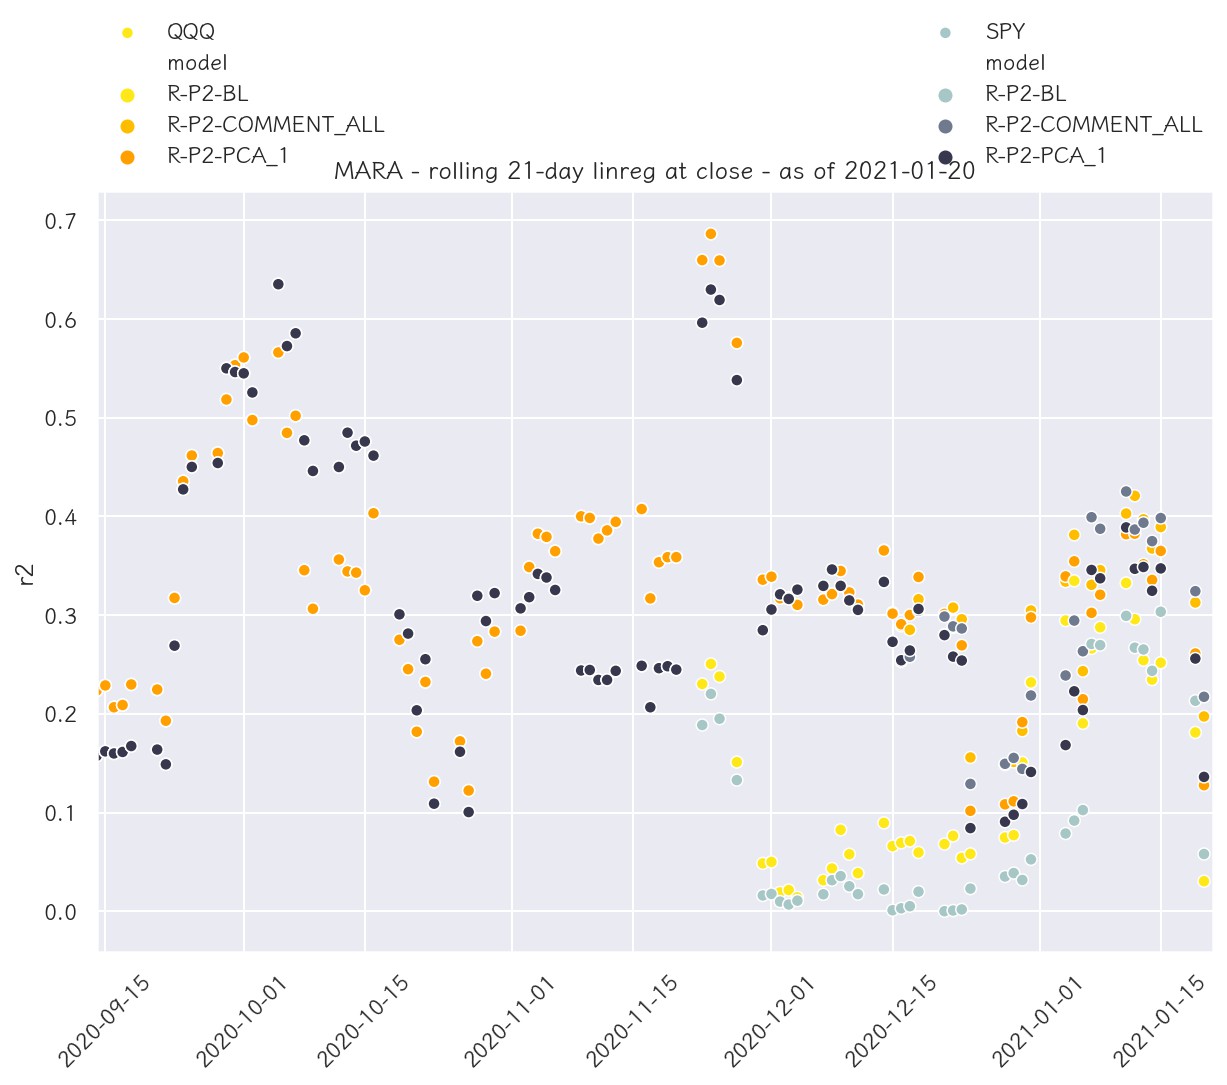 QQQ
model
R-P2-BL
R-P2-COMMENT_ALL
R-P2-PCA_1
SPY
model
R-P2-BL
R-P2-COMMENT_ALL
R-P2-PCA_1
MARA - rolling 21-day linreg at close - as of 2021-01-20
r2
0.7
0.6
0.5
0.4
0.3
0.2
0.1
0.0
2020-09-15
2020-10-01
2020-10-15
2020-11-01
2020-11-15
2020-12-01
2020-12-15
2021-01-01
2021-01-15